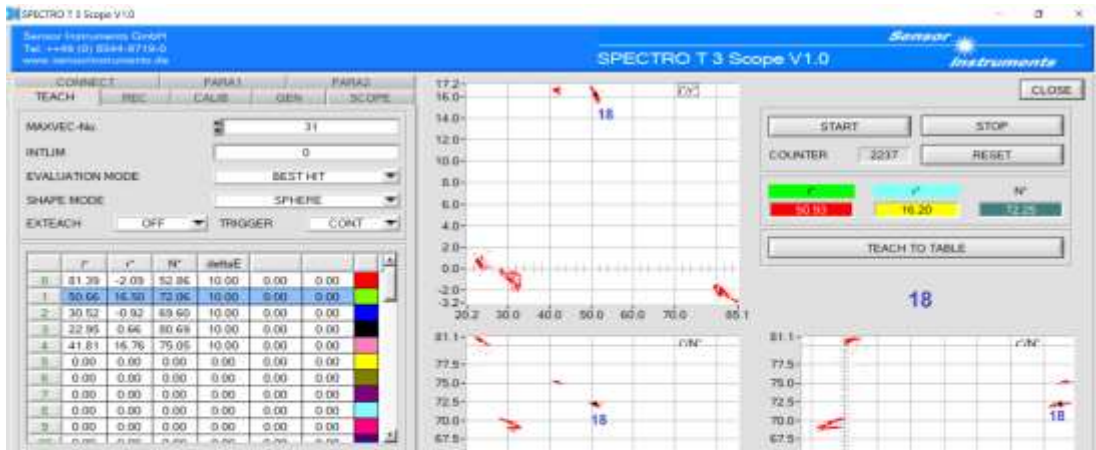 SPECTRO T 3 Scope V1.0
Sensor Instruments GmbH
Tel. ++49 (0) 8544-9719-0
www.sensorinstruments.de
SPECTRO T 3 Scope V1.0
Sensor
Instruments
CONNECT PARA1 PARA2
TEACH REC CALIB GEN SCOPE
CLOSE
MAXVEC-No. 31
INTLIM 0
EVALUATION MODE BEST HIT
SHAPE MODE SPHERE
EXTEACH OFF TRIGGER CONT
N* deltaE
0 81.39 -2.09 52.86 10.00 0.00 0.00
1 50.66 16.50 72.06 10.00 0.00 0.00
2 30.52 -0.92 69.60 10.00 0.00 0.00
3 22.95 0.66 80.69 10.00 0.00 0.00
4 41.81 16.76 75.05 10.00 0.00 0.00
5 0.00 0.00 0.00 0.00 0.00 0.00
6 0.00 0.00 0.00 0.00 0.00 0.00
7 0.00 0.00 0.00 0.00 0.00 0.00
8 0.00 0.00 0.00 0.00 0.00 0.00
9 0.00 0.00 0.00 0.00 0.00 0.00
17.2
16.0
14.0
12.0
10.0
8.0
6.0
4.0
2.0
0.0
-2.0
-3.2
20.2 30.0 40.0 50.0 60.0 70.0 85.1
18
START STOP
COUNTER 2237 RESET
N*
50.93 16.20 72.25
TEACH TO TABLE
18
81.1
77.5
75.0
72.5
70.0
67.5
18
81.1
77.5
75.0
72.5
70.0
67.5
18